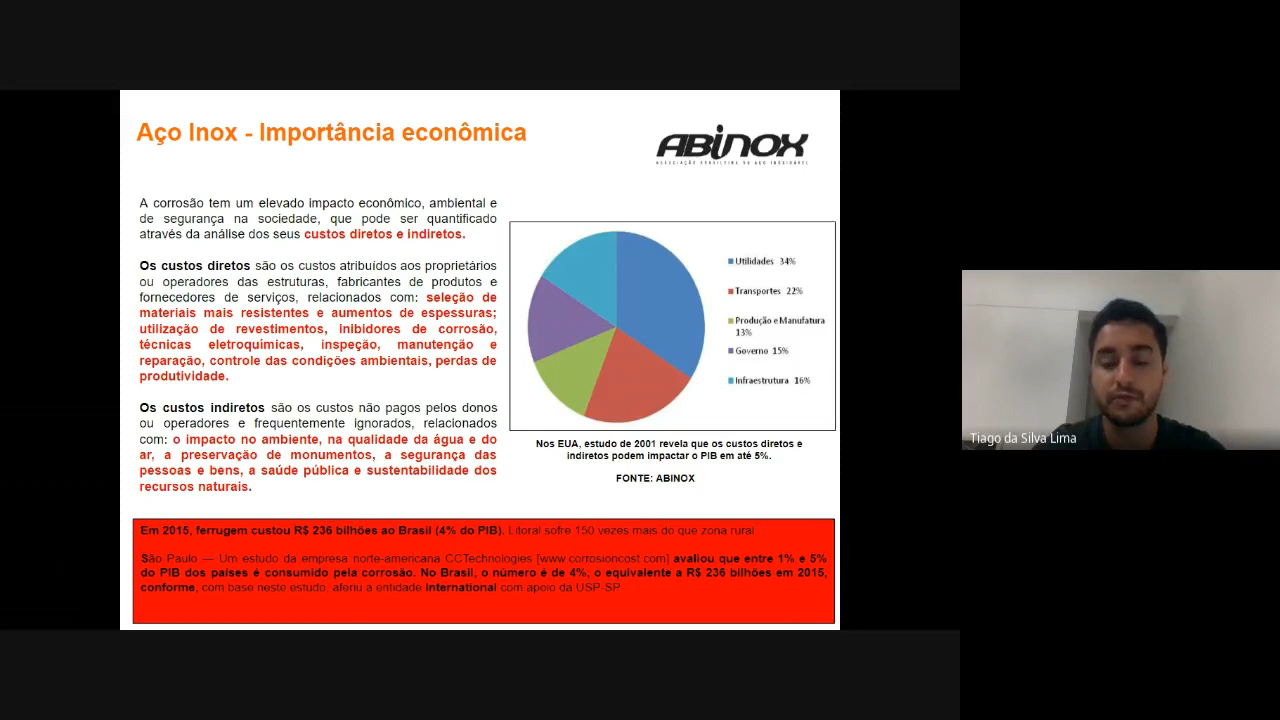 Aço Inox - Importância econômica
ABINOX
ASSOCIAÇÃO BRASILEIRA DO AÇO INOXIDÁVEL
A corrosão tem um elevado impacto econômico, ambiental e
de segurança na sociedade, que pode ser quantificado
através da análise dos seus custos diretos e indiretos.
Os custos diretos são os custos atribuídos aos proprietários
ou operadores das estruturas, fabricantes de produtos e
fornecedores de serviços, relacionados com: seleção de
materiais mais resistentes e aumentos de espessuras;
utilização de revestimentos, inibidores de corrosão,
técnicas eletroquímicas, inspeção, manutenção e
reparação, controle das condições ambientais, perdas de
produtividade.
Os custos indiretos são os custos não pagos pelos donos
ou operadores e frequentemente ignorados, relacionados
com: o impacto no ambiente, na qualidade da água e do
ar, a preservação de monumentos, a segurança das
pessoas e bens, a saúde pública e sustentabilidade dos
recursos naturais.
Utilidades 34%
Transportes 22%
Produção e Manufatura
13%
Governo 15%
Infraestrutura 16%
Nos EUA, estudo de 2001 revela que os custos diretos e
indiretos podem impactar o PIB em até 5%.
FONTE: ABINOX
Em 2015, ferrugem custou R$ 236 bilhões ao Brasil (4% do PIB). Litoral sofre 150 vezes mais do que zona rural
São Paulo — Um estudo da empresa norte-americana CCTechnologies [www.corrosioncost.com] avaliou que entre 1% e 5%
do PIB dos países é consumido pela corrosão. No Brasil, o número é de 4%, o equivalente a R$ 236 bilhões em 2015,
conforme, com base neste estudo, aferiu a entidade International com apoio da USP-SP
Tiago da Silva Lima